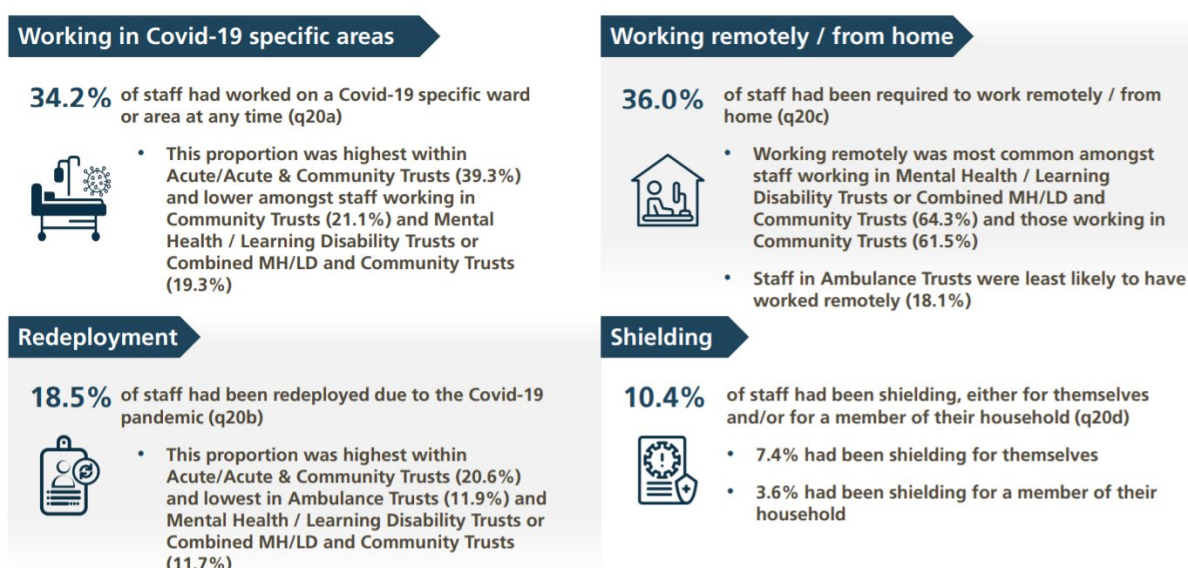 Working in Covid-19 specific areas
34.2% of staff had worked on a Covid-19 specific ward
or area at any time (q20a)
• This proportion was highest within
Acute/Acute & Community Trusts (39.3%)
and lower amongst staff working in
Community Trusts (21.1%) and Mental
Health / Learning Disability Trusts or
Combined MH/LD and Community Trusts
(19.3%)
Working remotely / from home
36.0% of staff had been required to work remotely / from
home (q20c)
• Working remotely was most common amongst
staff working in Mental Health / Learning
Disability Trusts or Combined MH/LD and
Community Trusts (64.3%) and those working in
Community Trusts (61.5%)
• Staff in Ambulance Trusts were least likely to have
worked remotely (18.1%)
Redeployment
18.5% of staff had been redeployed due to the Covid-19
pandemic (q20b)
• This proportion was highest within
Acute/Acute & Community Trusts (20.6%)
and lowest in Ambulance Trusts (11.9%) and
Mental Health / Learning Disability Trusts or
Combined MH/LD and Community Trusts
(11.7%)
Shielding
10.4% of staff had been shielding, either for themselves
and/or for a member of their household (q20d)
• 7.4% had been shielding for themselves
• 3.6% had been shielding for a member of their
household